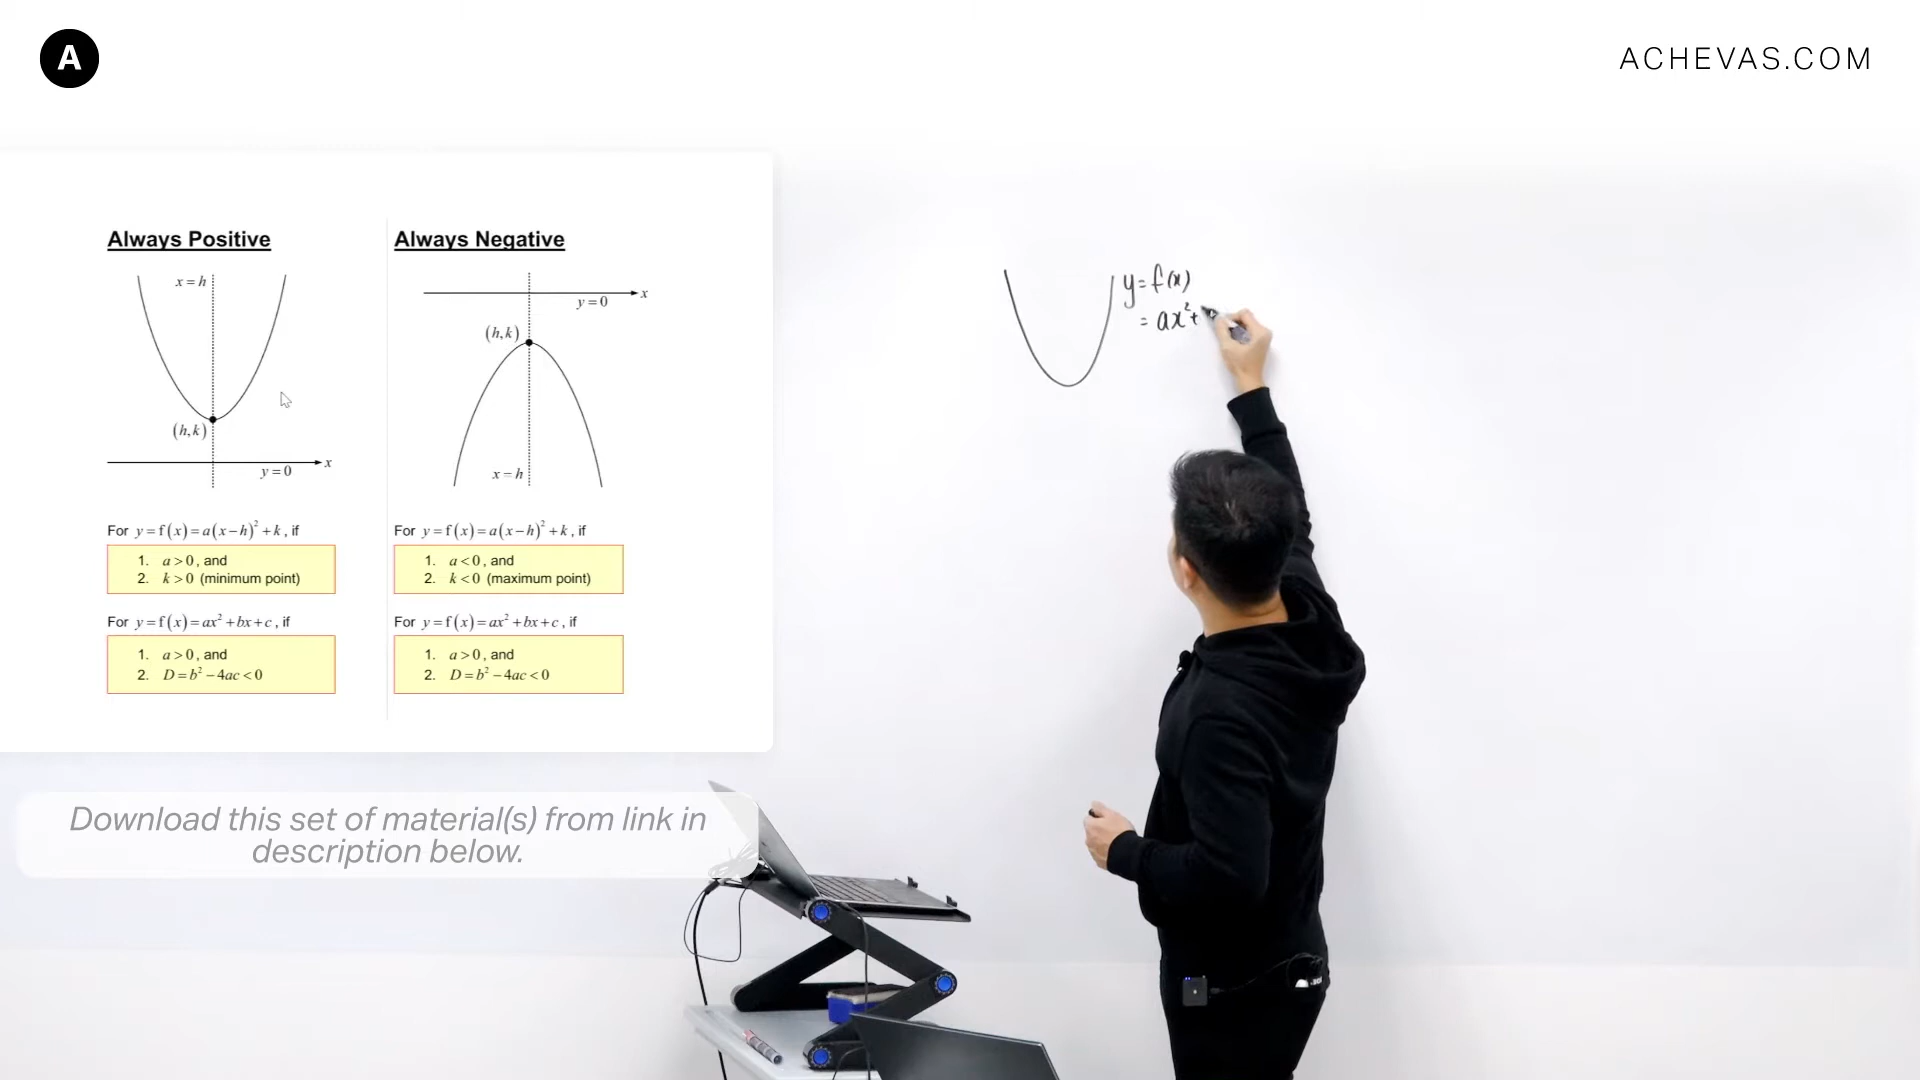 A
ACHEVAS.COM
Always Positive
x = h
(h,k)
x
y = 0
For y = f(x) = a(x−h)² + k, if
1. a > 0, and
2. k > 0 (minimum point)
For y = f(x) = ax² + bx + c, if
1. a > 0, and
2. D = b² − 4ac < 0
Always Negative
x
y = 0
(h,k)
x = h
For y = f(x) = a(x−h)² + k, if
1. a < 0, and
2. k < 0 (maximum point)
For y = f(x) = ax² + bx + c, if
1. a > 0, and
2. D = b² − 4ac < 0
y = f(x)
= ax² +
Download this set of material(s) from link in
description below.